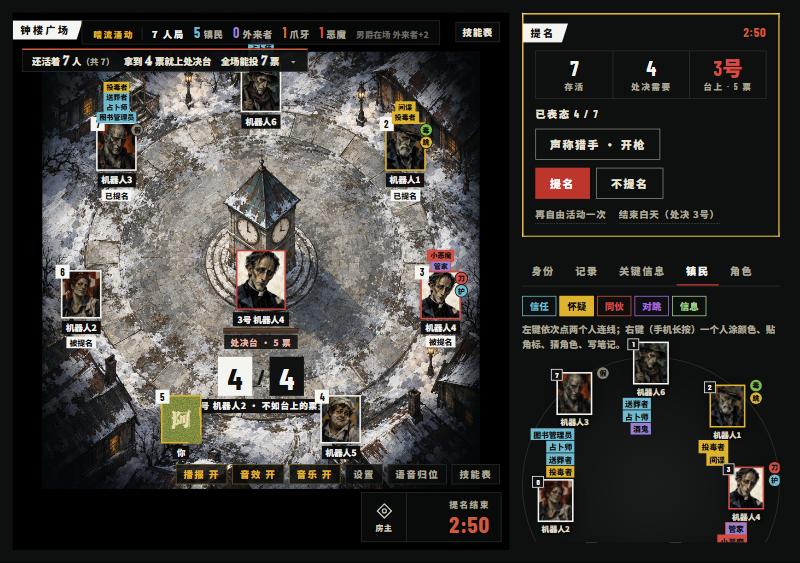 钟楼广场
暗流涌动
7 人局 5 镇民 0 外来者 1 爪牙 1 恶魔 男爵在场 外来者+2
技能表
还活着 7 人（共 7） 拿到 4 票就上处决台 全场能投 7 票
投毒者
送葬者
占卜师
图书管理员
7
机器人3
已提名
机器人6
间谍
投毒者
2
毒
机器人1
已提名
6
机器人2
被提名
3号 机器人4
处决台 · 5 票
小恶魔
管家
3
刀
护
机器人4
被提名
4 / 4
号 机器人2 · 不如台上的票
5
阿
你
4
机器人5
播报 开
音效 开
音乐 开
设置
语音归位
技能表
房主
提名结束
2:50
提名
2:50
7
存活
4
处决需要
3号
台上 · 5 票
已表态 4 / 7
声称猎手 · 开枪
提名
不提名
再自由活动一次
结束白天（处决 3号）
身份
记录
关键信息
镇民
角色
信任
怀疑
同伙
对跳
信息
左键依次点两个人连线；右键（手机长按）一个人涂颜色、贴
角标、猜角色、写笔记。
1
机器人6
送葬者
占卜师
酒鬼
7
机器人3
图书管理员
占卜师
送葬者
投毒者
2
毒
机器人1
投毒者
间谍
3
刀
护
机器人4
管家
小恶魔
6
机器人2